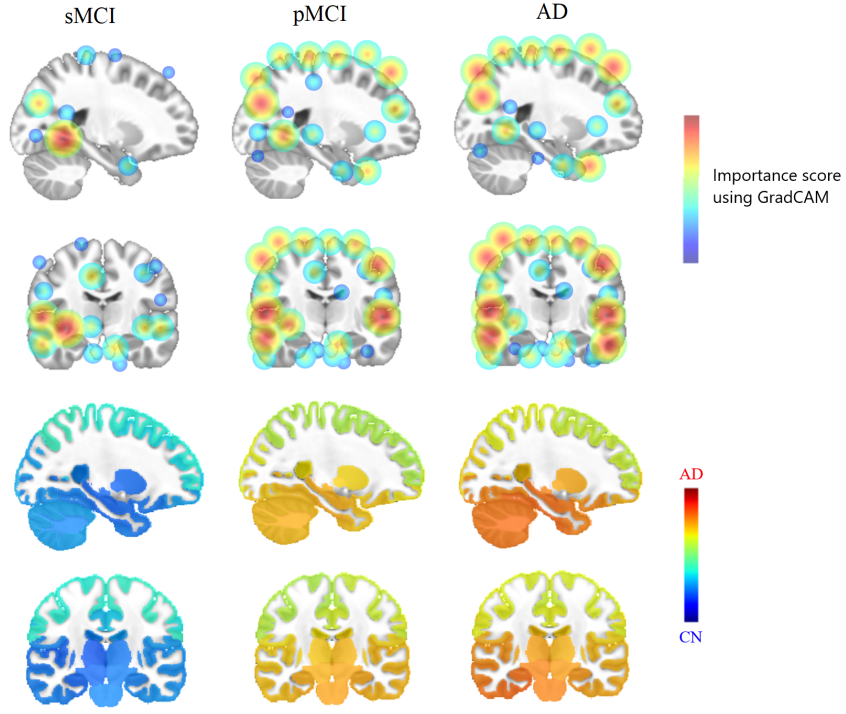 sMCI
pMCI
AD
Importance score
using GradCAM
AD
CN